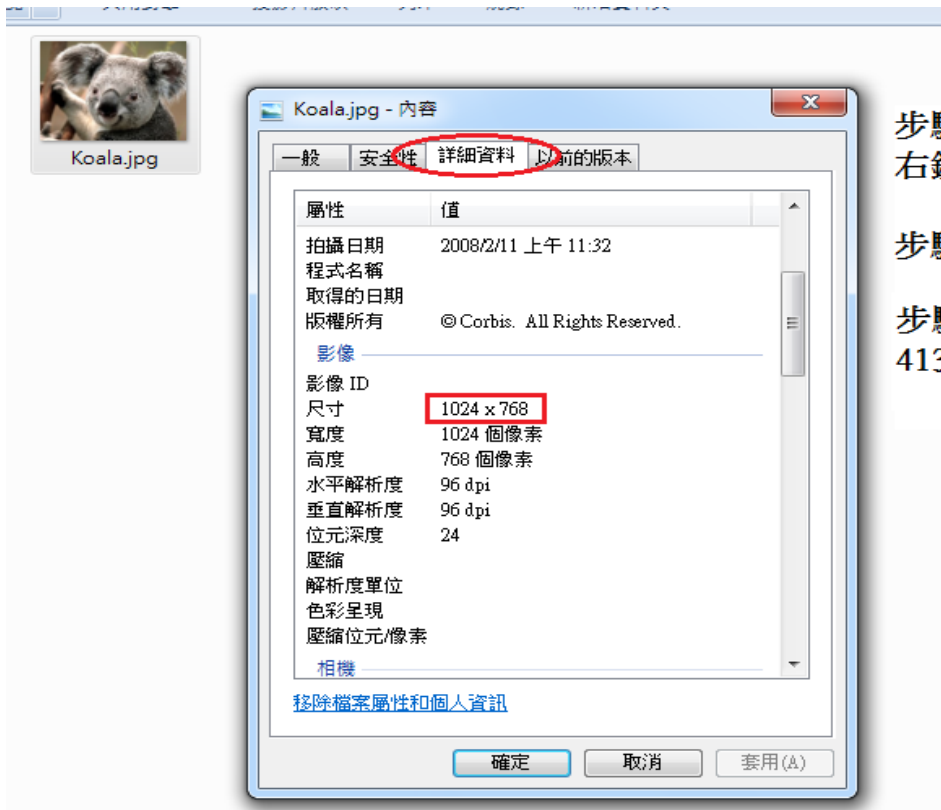 Koala.jpg
Koala.jpg - 內容
一般 安全性 詳細資料 以前的版本
屬性 值
拍攝日期 2008/2/11 上午 11:32
程式名稱
取得的日期
版權所有 © Corbis. All Rights Reserved.
影像
影像 ID
尺寸 1024 x 768
寬度 1024 個像素
高度 768 個像素
水平解析度 96 dpi
垂直解析度 96 dpi
位元深度 24
壓縮
解析度單位
色彩呈現
壓縮位元/像素
相機
移除檔案屬性和個人資訊
確定 取消 套用(A)
步
右
步
步
413